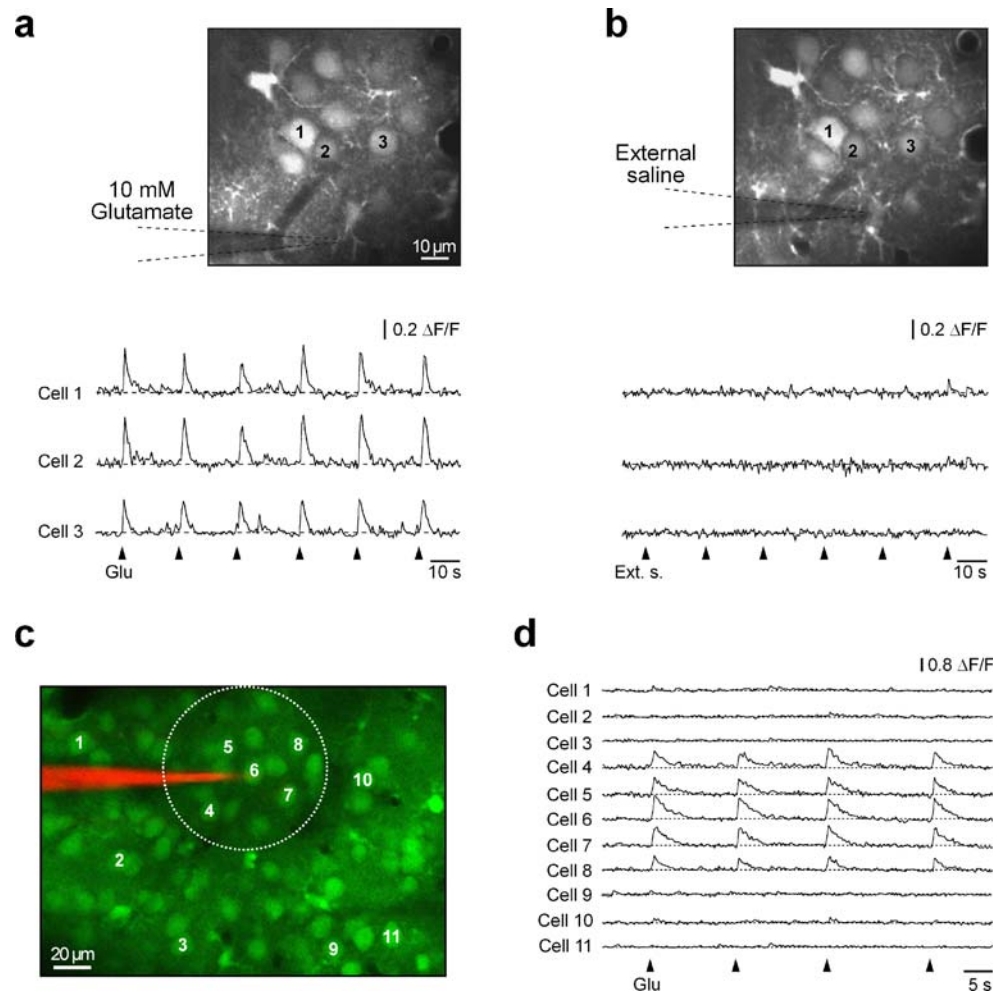 a
1
2
3
10 mM
Glutamate
10 µm
0.2 ΔF/F
Cell 1
Cell 2
Cell 3
Glu
10 s
b
1
2
3
External
saline
0.2 ΔF/F
Ext. s.
10 s
c
1
5
8
6
10
7
4
2
3
9
11
20 µm
d
0.8 ΔF/F
Cell 1
Cell 2
Cell 3
Cell 4
Cell 5
Cell 6
Cell 7
Cell 8
Cell 9
Cell 10
Cell 11
Glu
5 s